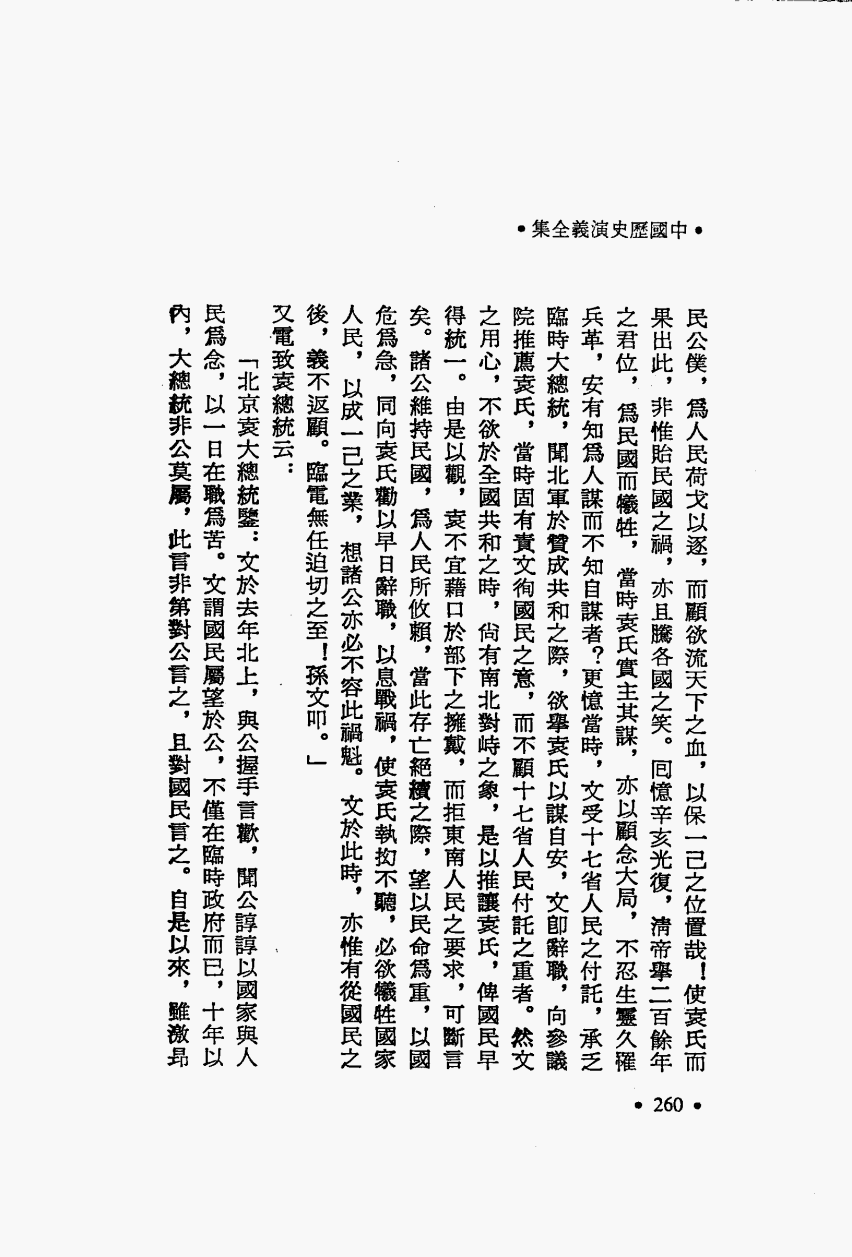 •中國歷史演義全集•
民公僕，爲人民荷戈以逐，而顧欲流天下之血，以保一己之位置哉！使袁氏而
果出此，非惟貽民國之禍，亦且騰各國之笑。回憶辛亥光復，清帝舉二百餘年
之君位，爲民國而犧牲，當時袁氏實主其謀，亦以顧念大局，不忍生靈久罹
兵革，安有知爲人謀而不知自謀者？更憶當時，文受十七省人民之付託，承乏
臨時大總統，聞北軍於贊成共和之際，欲舉袁氏以謀自安，文卽辭職，向參議
院推薦袁氏，當時固有責文徇國民之意，而不顧十七省人民付託之重者。然文
之用心，不欲於全國共和之時，尙有南北對峙之象，是以推讓袁氏，俾國民早
得統一。由是以觀，袁不宜藉口於部下之擁戴，而拒東南人民之要求，可斷言
矣。諸公維持民國，爲人民所攸賴，當此存亡絕續之際，望以民命爲重，以國
危爲急，同向袁氏勸以早日辭職，以息戰禍，使袁氏執拗不聽，必欲犧牲國家
人民，以成一己之業，想諸公亦必不容此禍魁。文於此時，亦惟有從國民之
後，義不返顧。臨電無任迫切之至！孫文叩。」
又電致袁總統云：
「北京袁大總統鑒：文於去年北上，與公握手言歡，聞公諄諄以國家與人
民爲念，以一日在職爲苦。文謂國民屬望於公，不僅在臨時政府而已，十年以
內，大總統非公莫屬，此言非第對公言之，且對國民言之。自是以來，雖激昻
•260•